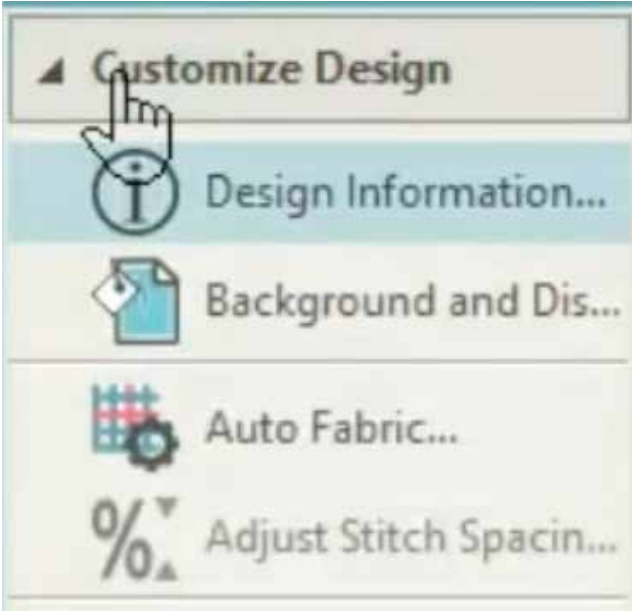 Customize Design
Design Information...
Background and Dis...
Auto Fabric...
% Adjust Stitch Spacin...